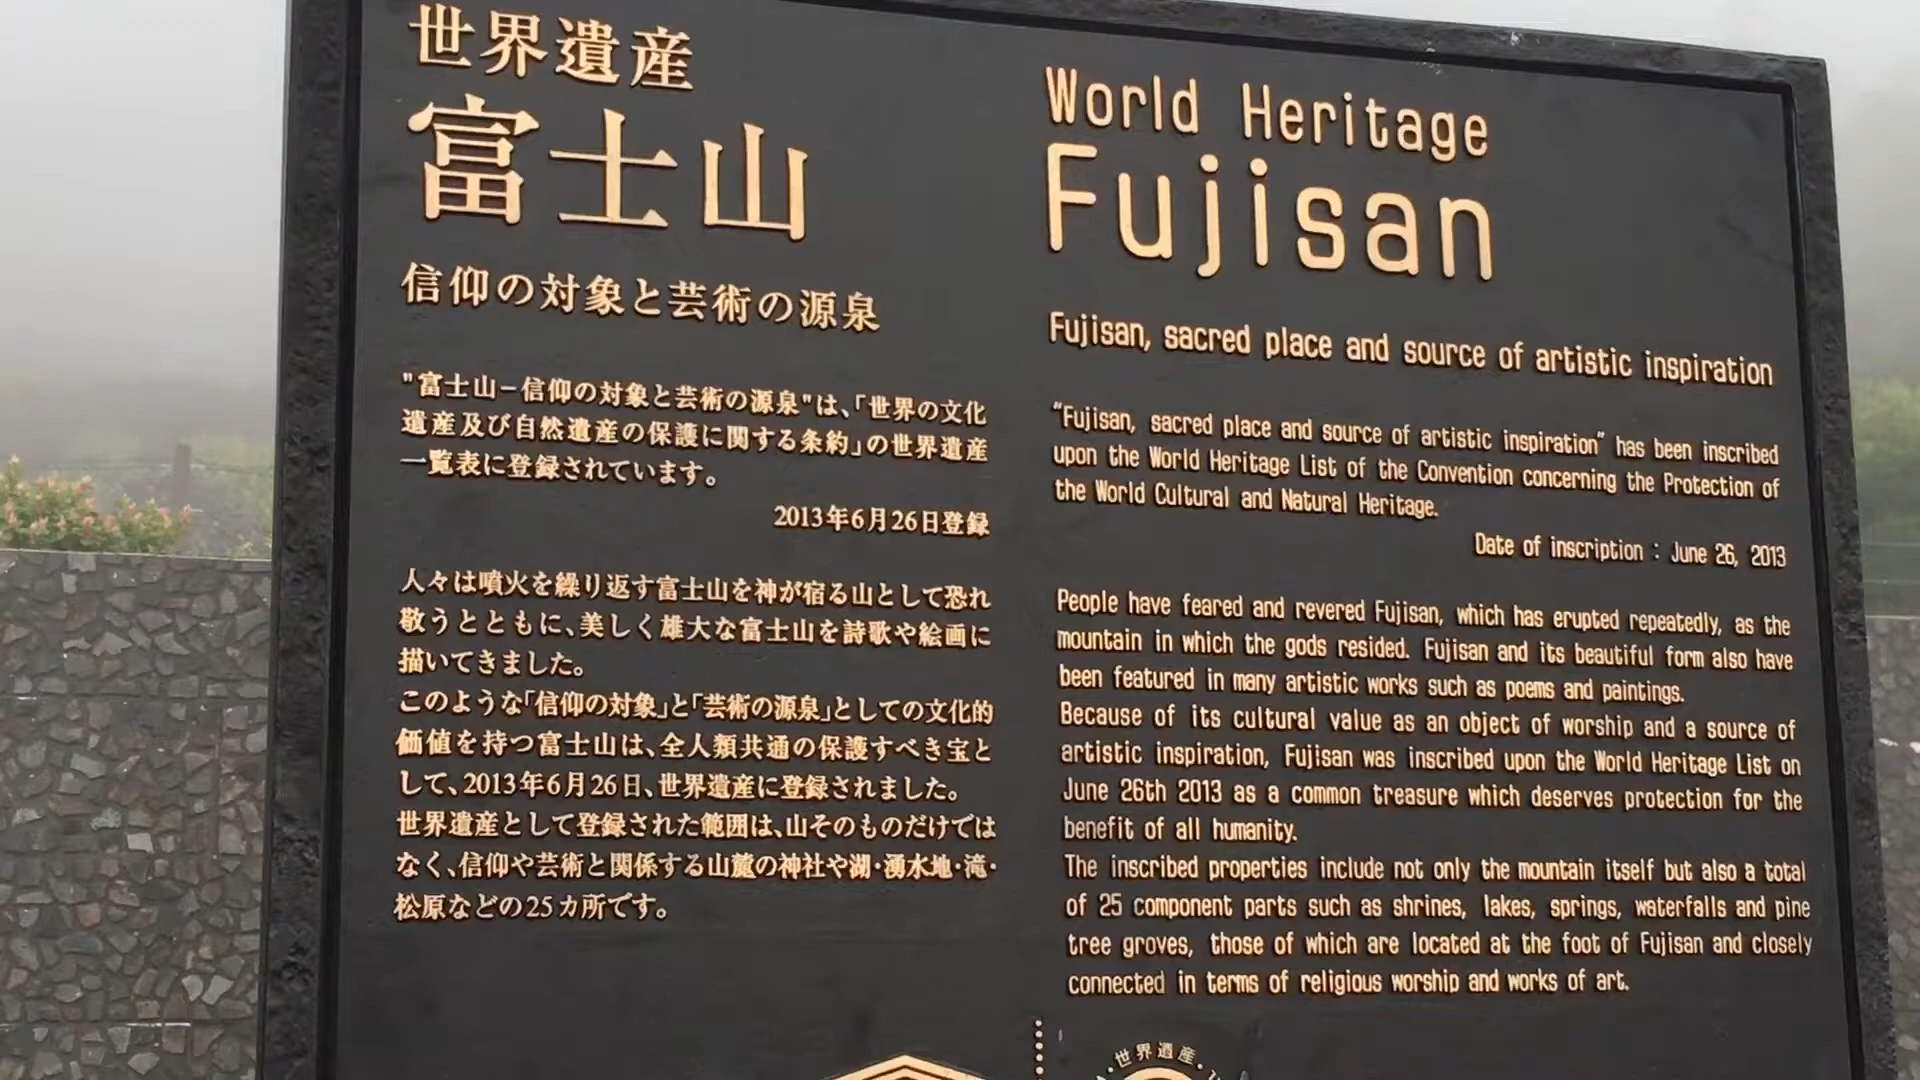 世界遺産
富士山
信仰の対象と芸術の源泉
"富士山－信仰の対象と芸術の源泉"は、「世界の文化
遺産及び自然遺産の保護に関する条約」の世界遺産
一覧表に登録されています。
2013年6月26日登録
人々は噴火を繰り返す富士山を神が宿る山として恐れ
敬うとともに、美しく雄大な富士山を詩歌や絵画に
描いてきました。
このような「信仰の対象」と「芸術の源泉」としての文化的
価値を持つ富士山は、全人類共通の保護すべき宝と
して、2013年6月26日、世界遺産に登録されました。
世界遺産として登録された範囲は、山そのものだけでは
なく、信仰や芸術と関係する山麓の神社や湖・湧水地・滝・
松原などの25カ所です。
World Heritage
Fujisan
Fujisan, sacred place and source of artistic inspiration
“Fujisan, sacred place and source of artistic inspiration” has been inscribed
upon the World Heritage List of the Convention concerning the Protection of
the World Cultural and Natural Heritage.
Date of inscription : June 26, 2013
People have feared and revered Fujisan, which has erupted repeatedly, as the
mountain in which the gods resided. Fujisan and its beautiful form also have
been featured in many artistic works such as poems and paintings.
Because of its cultural value as an object of worship and a source of
artistic inspiration, Fujisan was inscribed upon the World Heritage List on
June 26th 2013 as a common treasure which deserves protection for the
benefit of all humanity.
The inscribed properties include not only the mountain itself but also a total
of 25 component parts such as shrines, lakes, springs, waterfalls and pine
tree groves, those of which are located at the foot of Fujisan and closely
connected in terms of religious worship and works of art.
世界遺産